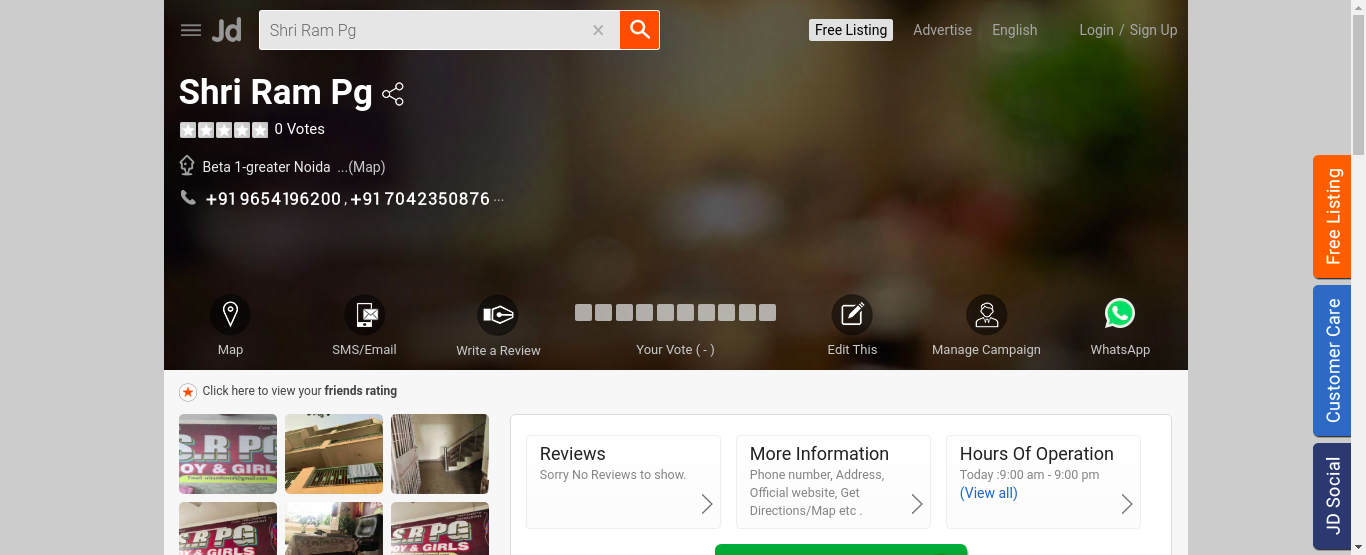 Jd
Shri Ram Pg
Free Listing
Advertise
English
Login / Sign Up
Shri Ram Pg
0 Votes
Beta 1-greater Noida ...(Map)
+91 9654196200 , +91 7042350876 ...
Map
SMS/Email
Write a Review
Your Vote ( - )
Edit This
Manage Campaign
WhatsApp
Click here to view your friends rating
S.R PG
OY & GIRLS
Reviews
Sorry No Reviews to show.
More Information
Phone number, Address,
Official website, Get
Directions/Map etc .
Hours Of Operation
Today :9:00 am - 9:00 pm
(View all)
S.R PG
OY & GIRLS
S.R PG
OY & GIRLS
Free Listing
Customer Care
JD Social